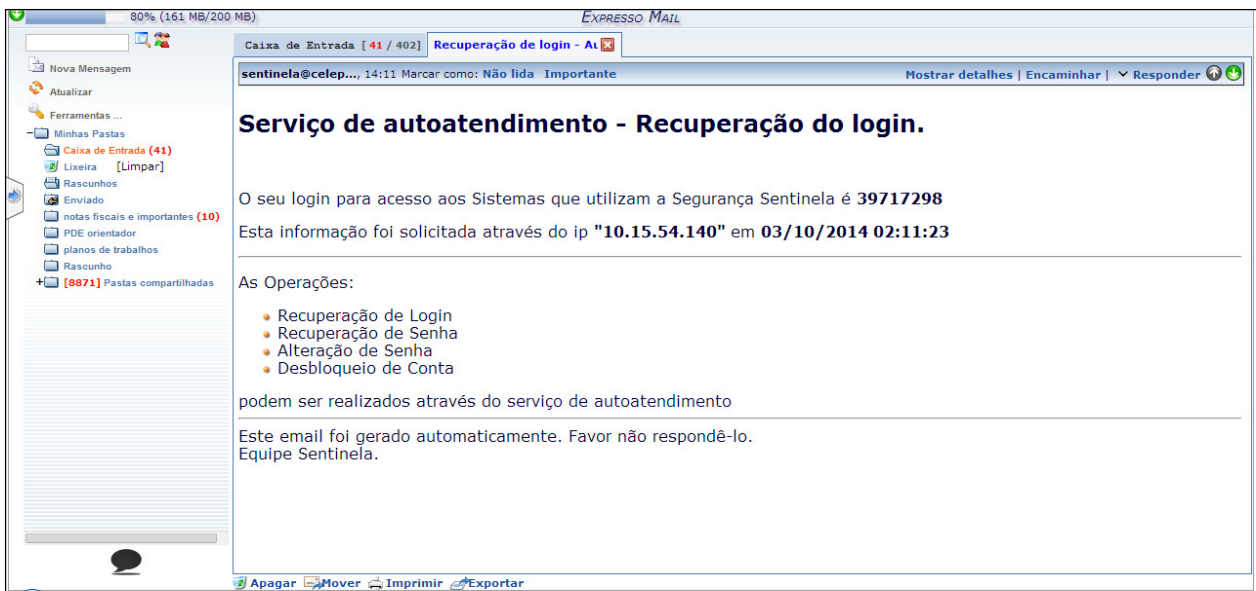 80% (161 MB/200 MB)
Expresso Mail
Nova Mensagem
Atualizar
Ferramentas ...
Minhas Pastas
Caixa de Entrada (41)
Lixeira [Limpar]
Rascunhos
Enviado
notas fiscais e importantes (10)
PDE orientador
planos de trabalhos
Rascunho
[8871] Pastas compartilhadas
Caixa de Entrada [ 41 / 402]
Recuperação de login - Au
sentinela@celep..., 14:11 Marcar como: Não lida Importante
Mostrar detalhes | Encaminhar | Responder
Serviço de autoatendimento - Recuperação do login.
O seu login para acesso aos Sistemas que utilizam a Segurança Sentinela é 39717298
Esta informação foi solicitada através do ip "10.15.54.140" em 03/10/2014 02:11:23
As Operações:
Recuperação de Login
Recuperação de Senha
Alteração de Senha
Desbloqueio de Conta
podem ser realizados através do serviço de autoatendimento
Este email foi gerado automaticamente. Favor não respondê-lo.
Equipe Sentinela.
Apagar Mover Imprimir Exportar